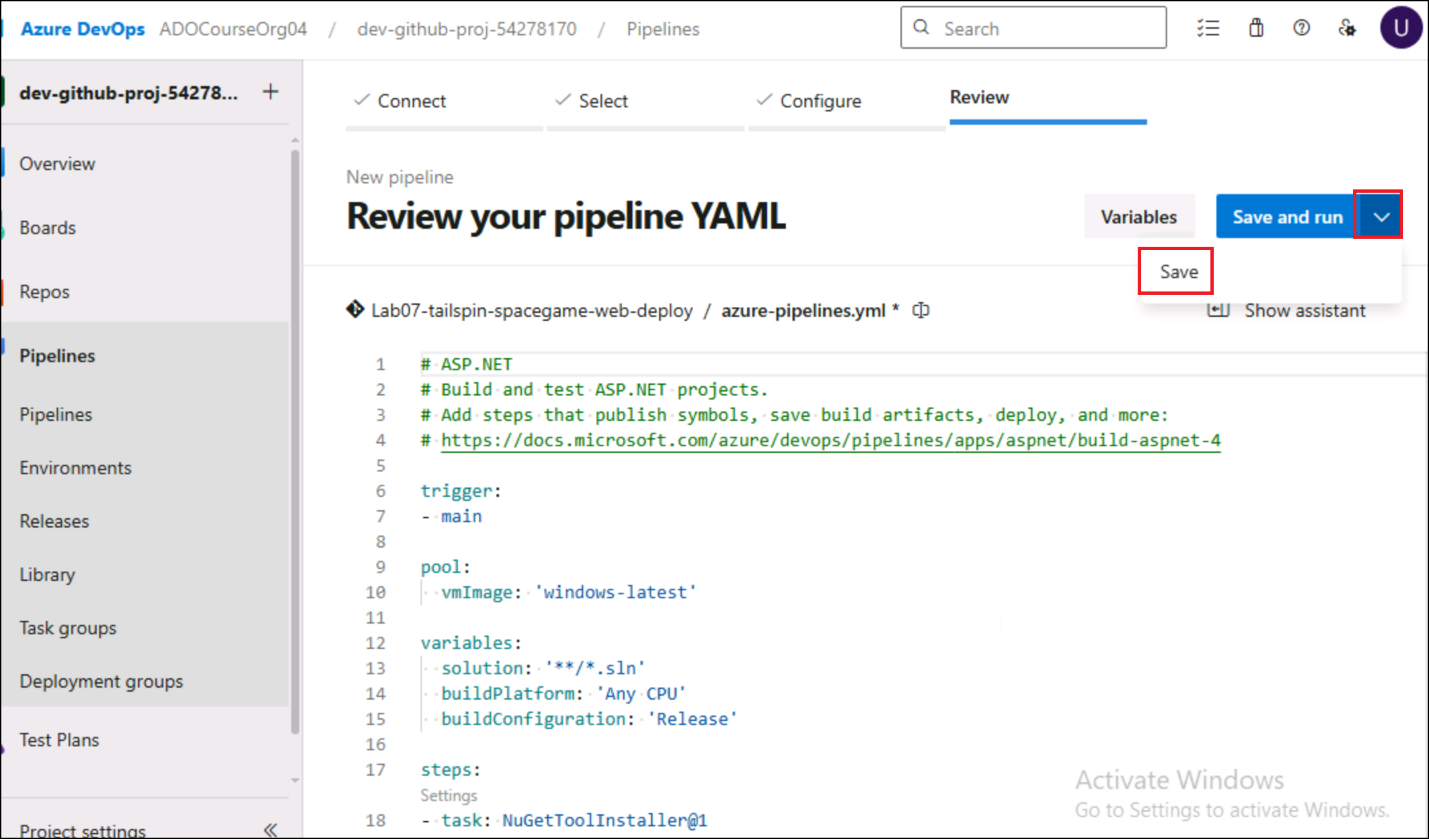 Azure DevOps ADOCourseOrg04 / dev-github-proj-54278170 / Pipelines
Search
U
dev-github-proj-54278... +
Overview
Boards
Repos
Pipelines
Pipelines
Environments
Releases
Library
Task groups
Deployment groups
Test Plans
Project settings
Connect
Select
Configure
Review
New pipeline
Review your pipeline YAML
Variables
Save and run
Save
Lab07-tailspin-spacegame-web-deploy / azure-pipelines.yml *
Show assistant
1 # ASP.NET
2 # Build and test ASP.NET projects.
3 # Add steps that publish symbols, save build artifacts, deploy, and more:
4 # https://docs.microsoft.com/azure/devops/pipelines/apps/aspnet/build-aspnet-4
5
6 trigger:
7 - main
8
9 pool:
10 vmImage: 'windows-latest'
11
12 variables:
13 solution: '**/*.sln'
14 buildPlatform: 'Any CPU'
15 buildConfiguration: 'Release'
16
17 steps:
Settings
18 - task: NuGetToolInstaller@1
Activate Windows
Go to Settings to activate Windows.